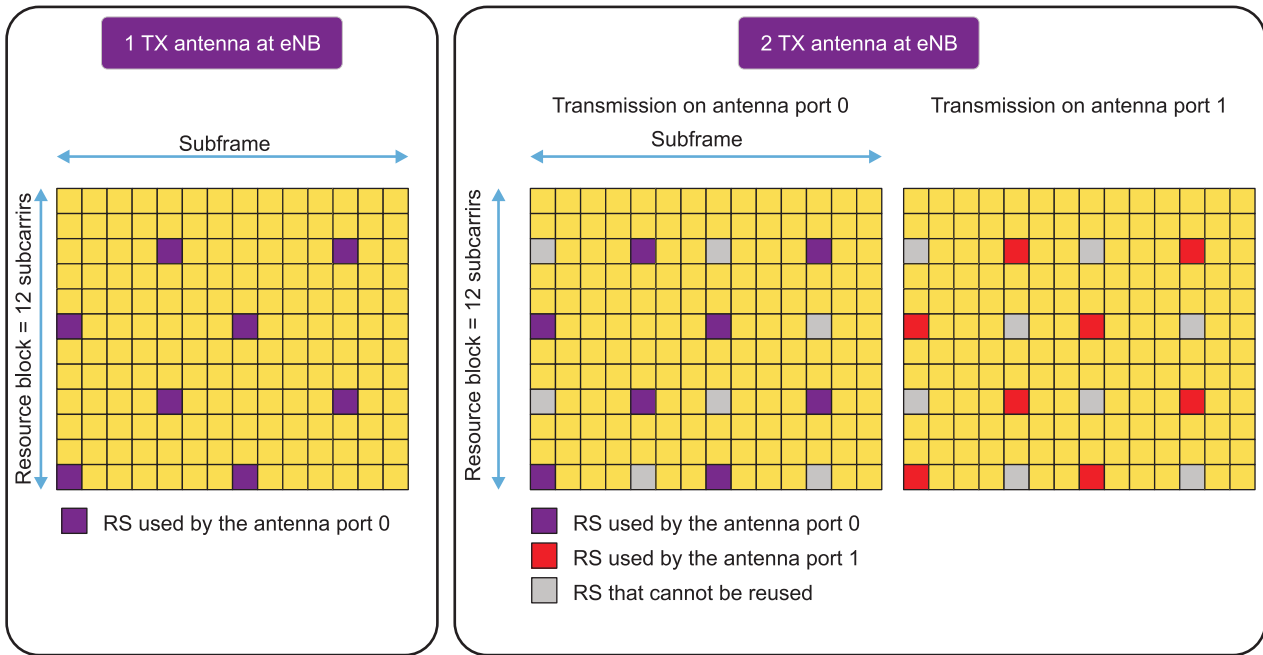 1 TX antenna at eNB
Subframe
Resource block = 12 subcarrirs
RS used by the antenna port 0
2 TX antenna at eNB
Transmission on antenna port 0
Transmission on antenna port 1
Subframe
Resource block = 12 subcarrirs
RS used by the antenna port 0
RS used by the antenna port 1
RS that cannot be reused